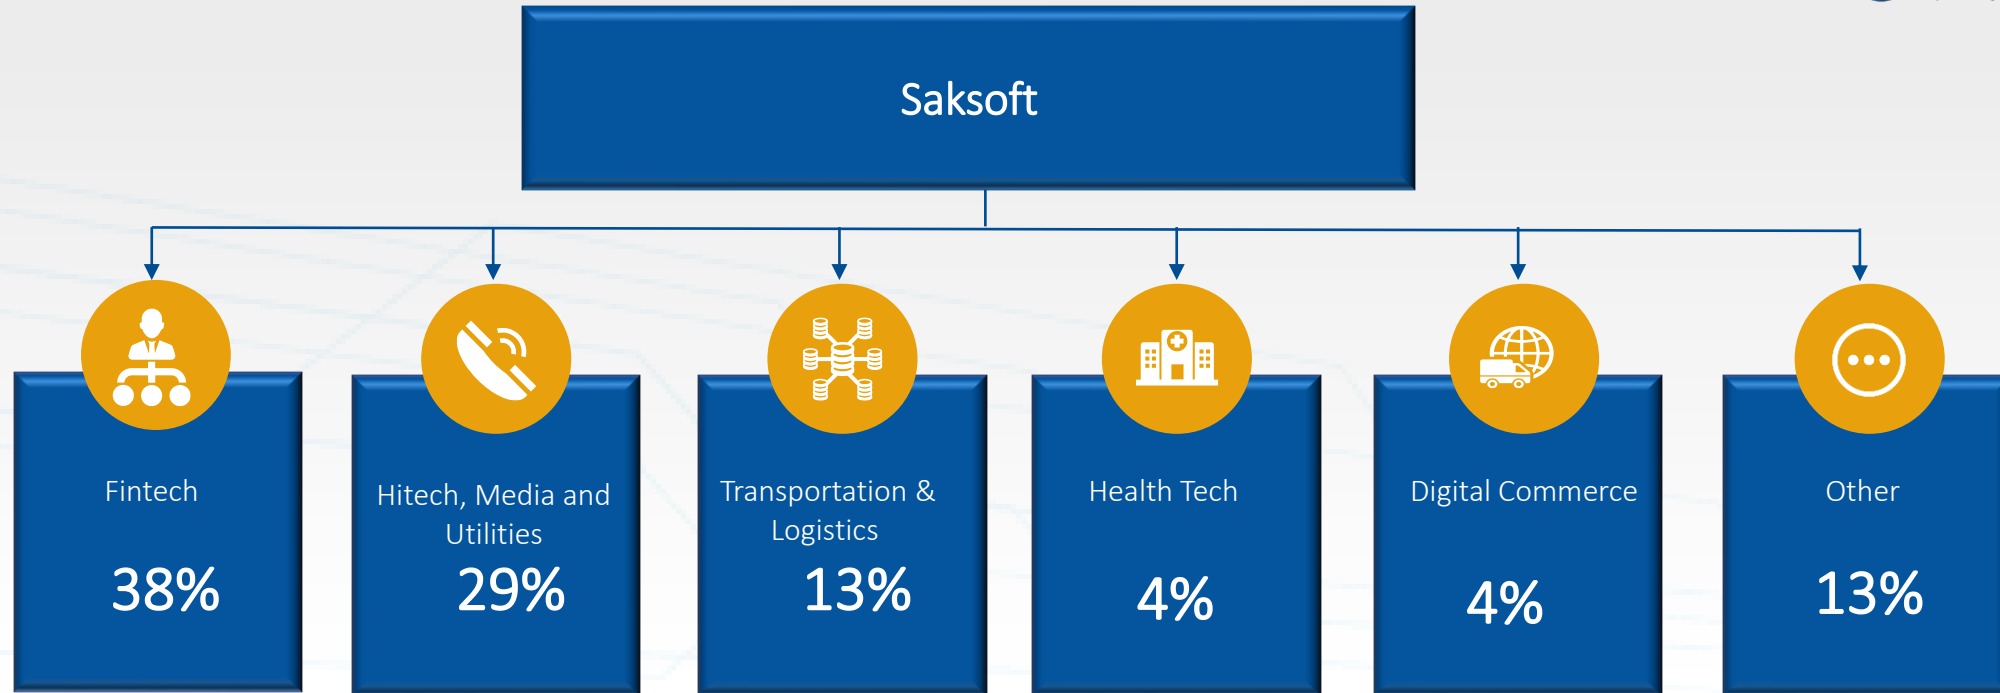 Saksoft
Fintech
38%
Hitech, Media and
Utilities
29%
Transportation &
Logistics
13%
Health Tech
4%
Digital Commerce
4%
Other
13%